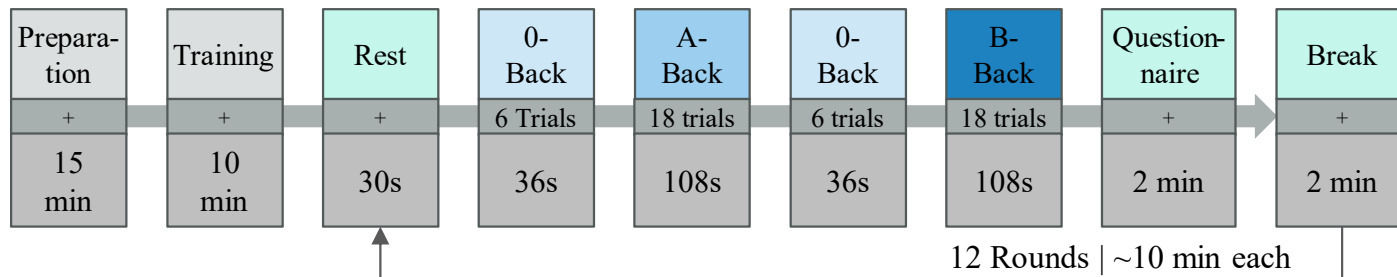 Prepara-
tion
Training
Rest
0-
Back
A-
Back
0-
Back
B-
Back
Question-
naire
Break
+
+
+
6 Trials
18 trials
6 trials
18 trials
+
+
15
min
10
min
30s
36s
108s
36s
108s
2 min
2 min
12 Rounds | ~10 min each